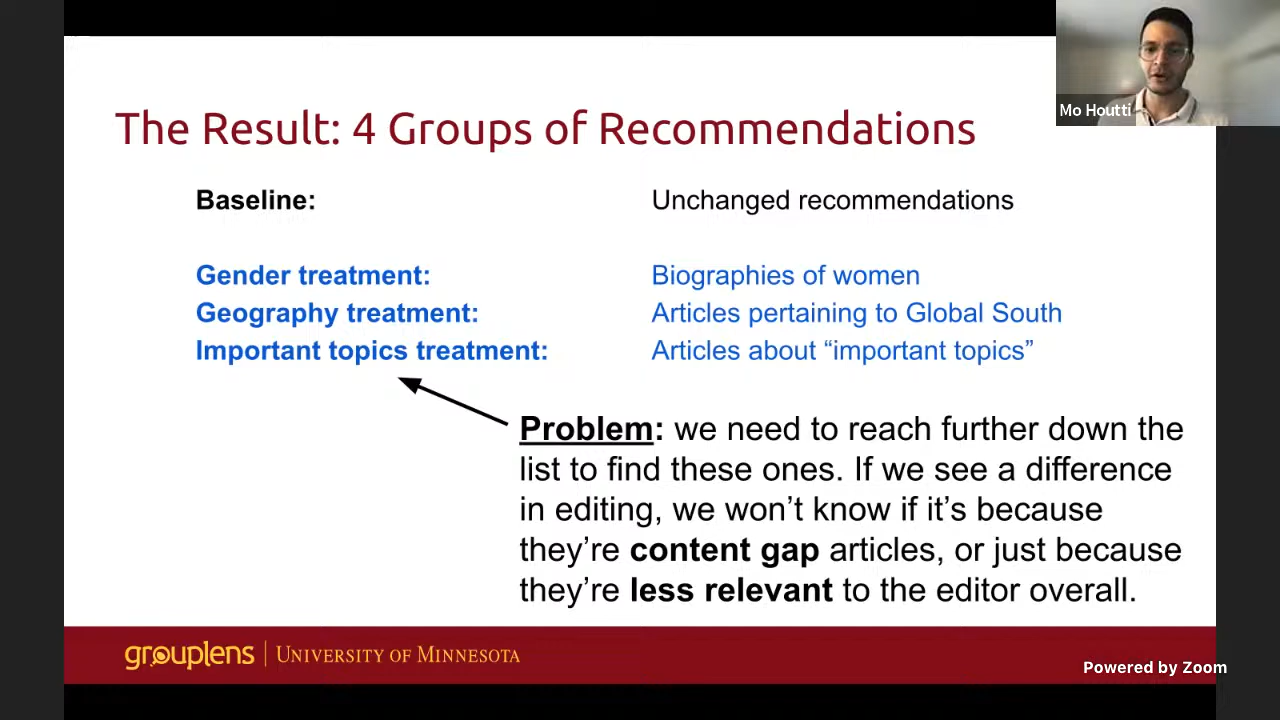 The Result: 4 Groups of Recommendations
Mo Houtti
Baseline: Unchanged recommendations
Gender treatment: Biographies of women
Geography treatment: Articles pertaining to Global South
Important topics treatment: Articles about “important topics”
Problem: we need to reach further down the
list to find these ones. If we see a difference
in editing, we won’t know if it’s because
they’re content gap articles, or just because
they’re less relevant to the editor overall.
grouplens | UNIVERSITY OF MINNESOTA
Powered by Zoom